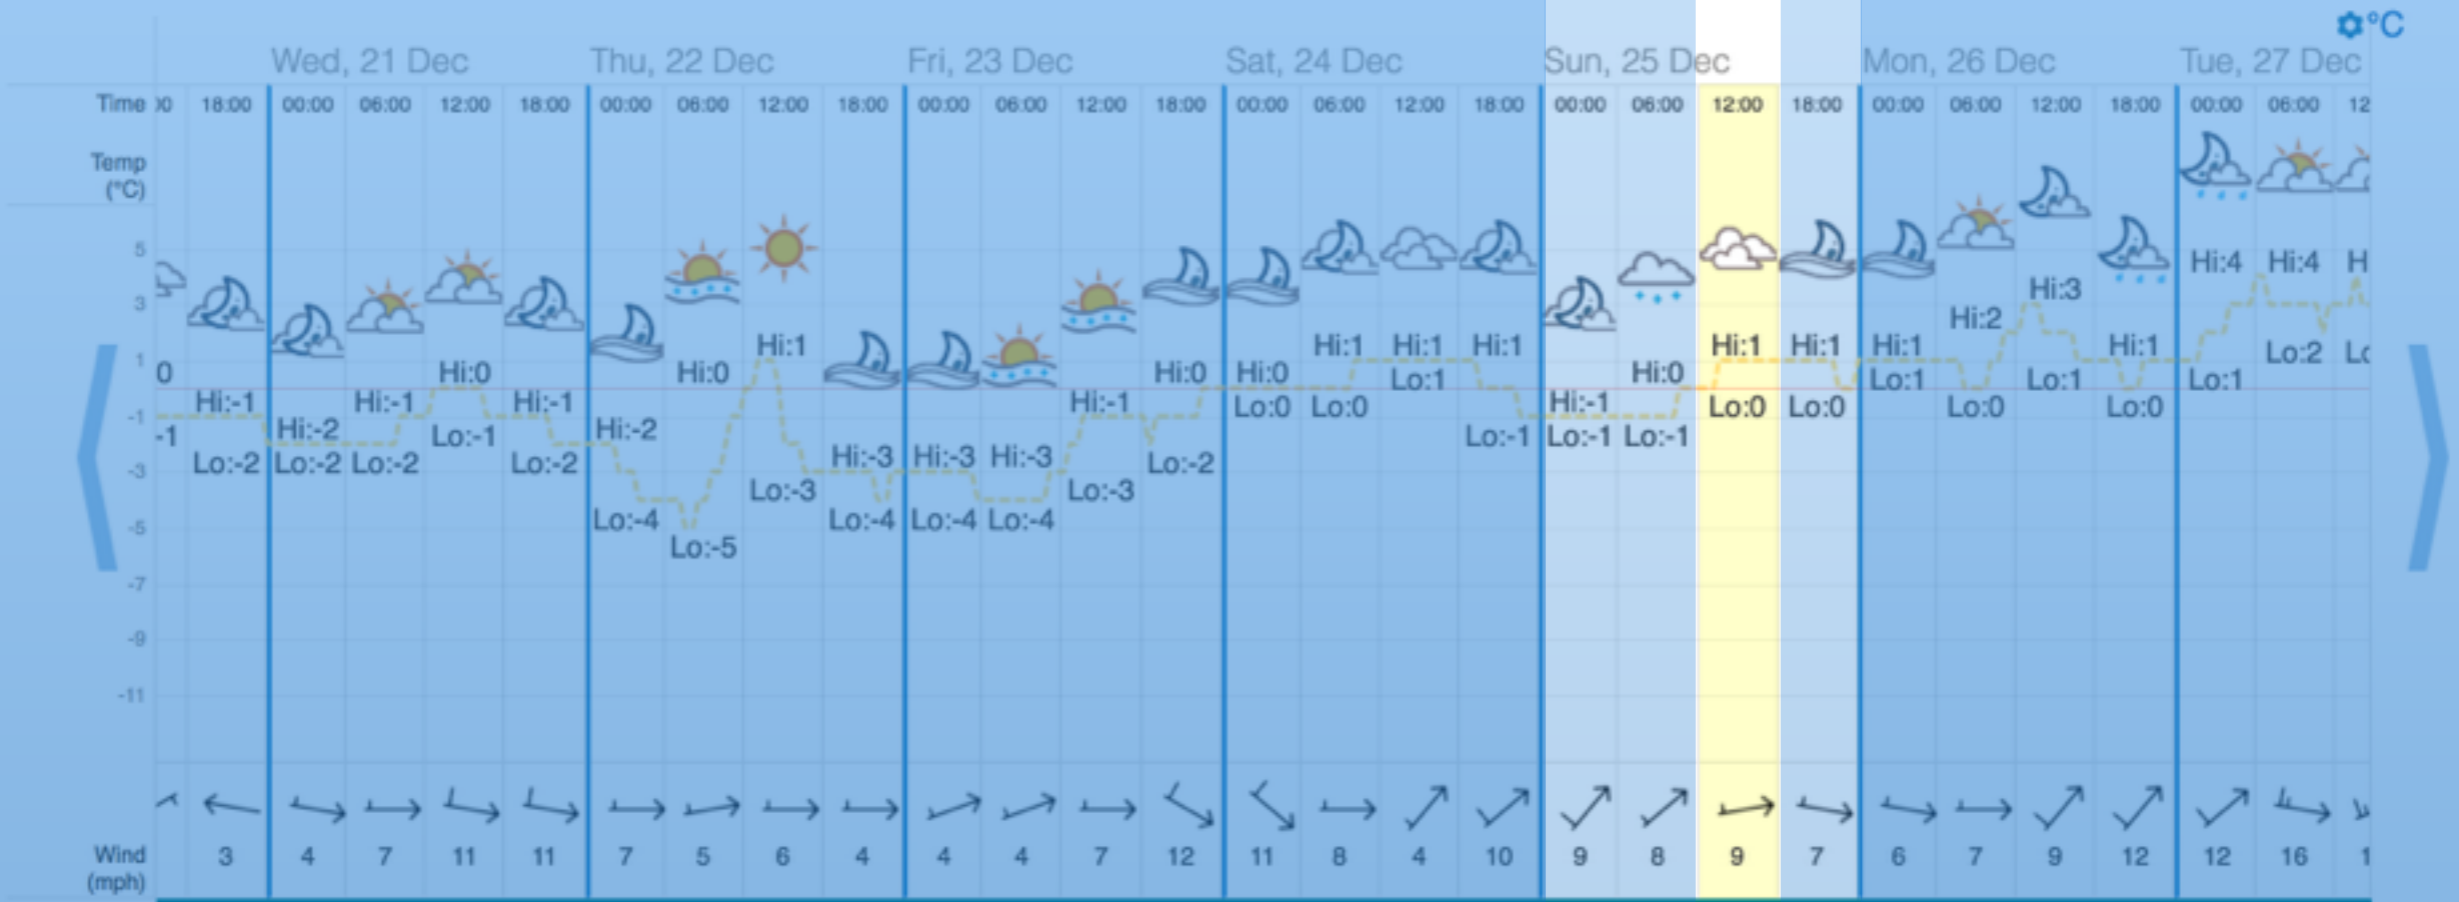 °C
Wed, 21 Dec Thu, 22 Dec Fri, 23 Dec Sat, 24 Dec Sun, 25 Dec Mon, 26 Dec Tue, 27 Dec
Time 18:00 00:00 06:00 12:00 18:00 00:00 06:00 12:00 18:00 00:00 06:00 12:00 18:00 00:00 06:00 12:00 18:00 00:00 06:00 12:00 18:00 00:00 06:00 12:00 18:00 00:00 06:00 12
Temp
(°C)
5
3
1
-1
-3
-5
-7
-9
-11
0 Hi:-1 Hi:-2 Hi:-1 Hi:0 Hi:-1 Hi:-2 Hi:0 Hi:1 Hi:-3 Hi:-3 Hi:-3 Hi:-1 Hi:0 Hi:0 Hi:1 Hi:1 Hi:1 Hi:-1 Hi:0 Hi:1 Hi:1 Hi:1 Hi:2 Hi:3 Hi:1 Hi:4 Hi:4 H
-1 Lo:-2 Lo:-2 Lo:-2 Lo:-1 Lo:-2 Lo:-4 Lo:-5 Lo:-3 Lo:-4 Lo:-4 Lo:-4 Lo:-3 Lo:-2 Lo:0 Lo:0 Lo:1 Lo:-1 Lo:-1 Lo:-1 Lo:0 Lo:0 Lo:1 Lo:0 Lo:1 Lo:0 Lo:1 Lo:2
Wind 3 4 7 11 11 7 5 6 4 4 4 7 12 11 8 4 10 9 8 9 7 6 7 9 12 12 16 1
(mph)